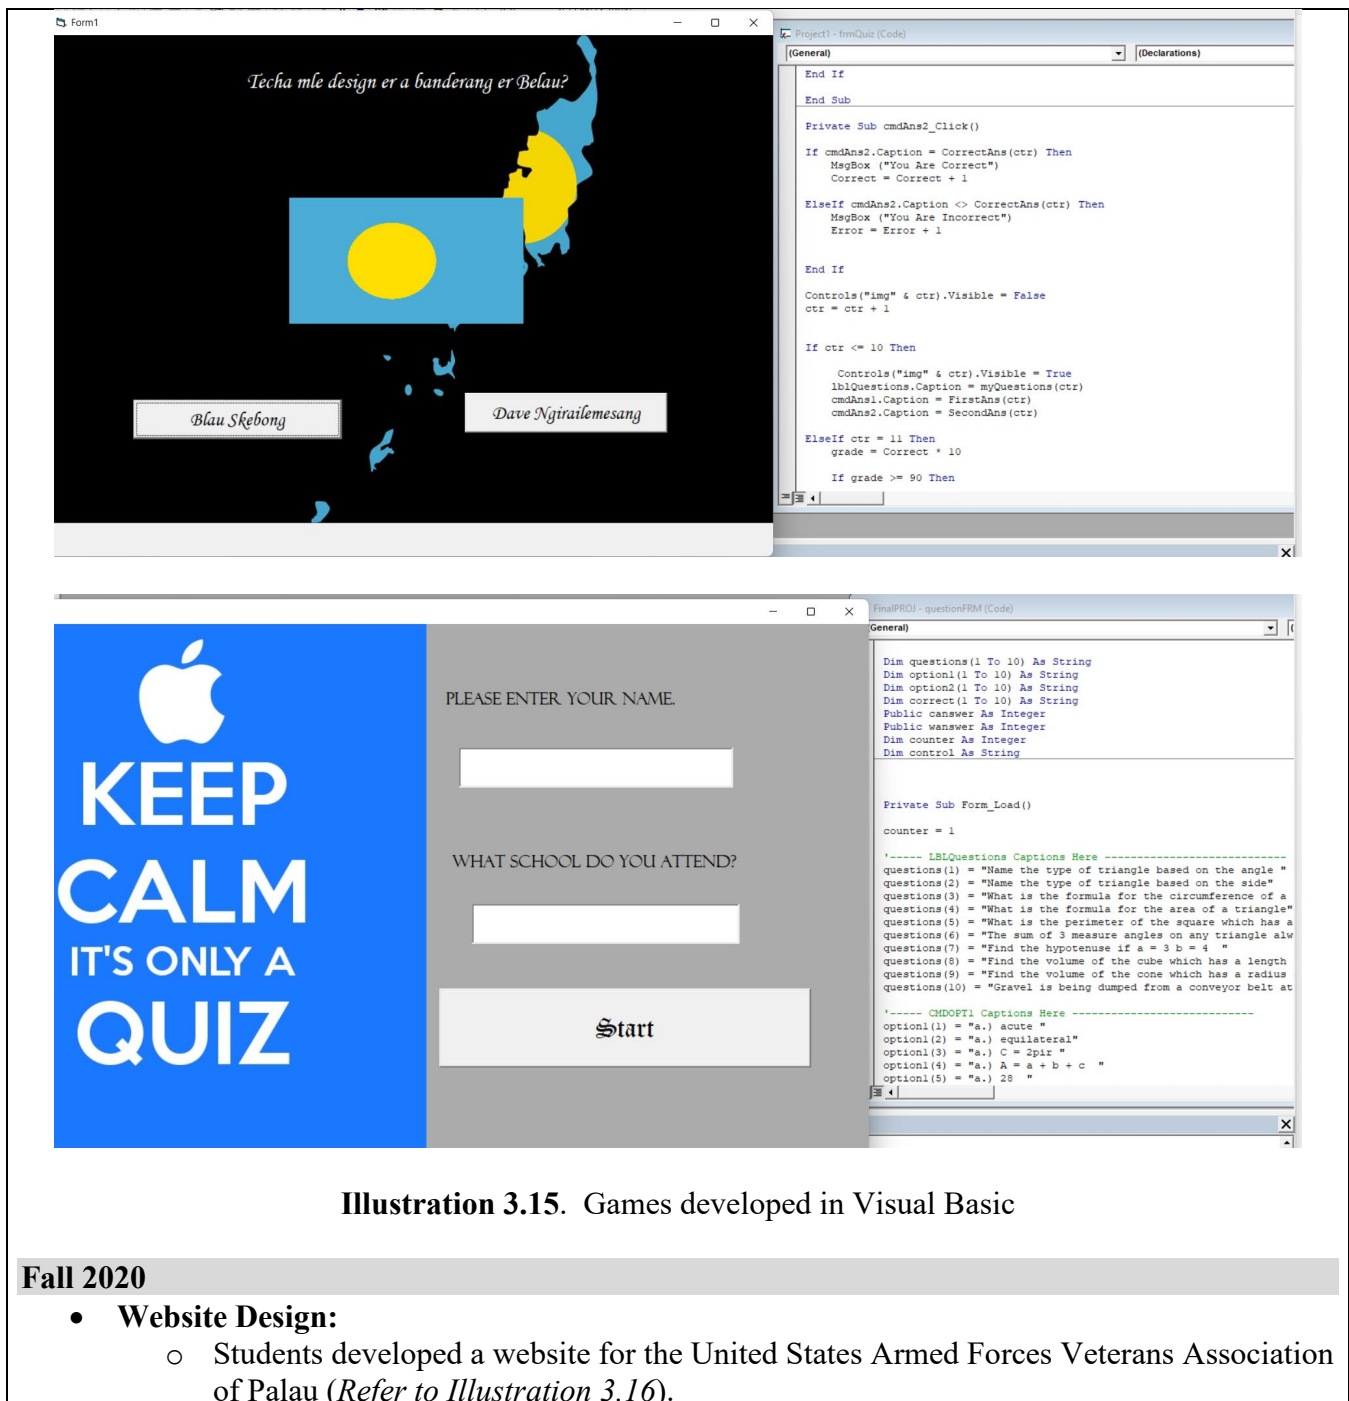 Form1
Techa mle design er a banderang er Belau?
Blau Skebong
Dave Ngirailemesang
Project1 - frmQuiz (Code)
(General)
(Declarations)
End If
End Sub
Private Sub cmdAns2_Click()
If cmdAns2.Caption = CorrectAns(ctr) Then
MsgBox ("You Are Correct")
Correct = Correct + 1
ElseIf cmdAns2.Caption <> CorrectAns(ctr) Then
MsgBox ("You Are Incorrect")
Error = Error + 1
End If
Controls("img" & ctr).Visible = False
ctr = ctr + 1
If ctr <= 10 Then
Controls("img" & ctr).Visible = True
lblQuestions.Caption = myQuestions(ctr)
cmdAns1.Caption = FirstAns(ctr)
cmdAns2.Caption = SecondAns(ctr)
ElseIf ctr = 11 Then
grade = Correct * 10
If grade >= 90 Then
KEEP
CALM
IT'S ONLY A
QUIZ
PLEASE ENTER YOUR NAME.
WHAT SCHOOL DO YOU ATTEND?
Start
FinalPROJ - questionFRM (Code)
General)
Dim questions(1 To 10) As String
Dim option1(1 To 10) As String
Dim option2(1 To 10) As String
Dim correct(1 To 10) As String
Public canswer As Integer
Public wanswer As Integer
Dim counter As Integer
Dim control As String
Private Sub Form_Load()
counter = 1
'----- LBLQuestions Captions Here ----------------------------
questions(1) = "Name the type of triangle based on the angle "
questions(2) = "Name the type of triangle based on the side"
questions(3) = "What is the formula for the circumference of a
questions(4) = "What is the formula for the area of a triangle"
questions(5) = "What is the perimeter of the square which has a
questions(6) = "The sum of 3 measure angles on any triangle alw
questions(7) = "Find the hypotenuse if a = 3 b = 4  "
questions(8) = "Find the volume of the cube which has a length
questions(9) = "Find the volume of the cone which has a radius
questions(10) = "Gravel is being dumped from a conveyor belt at
'----- CMDOPT1 Captions Here ----------------------------
option1(1) = "a.) acute "
option1(2) = "a.) equilateral"
option1(3) = "a.) C = 2pir "
option1(4) = "a.) A = a + b + c  "
option1(5) = "a.) 28  "
Illustration 3.15.  Games developed in Visual Basic
Fall 2020
• Website Design:
o Students developed a website for the United States Armed Forces Veterans Association
of Palau (Refer to Illustration 3.16).